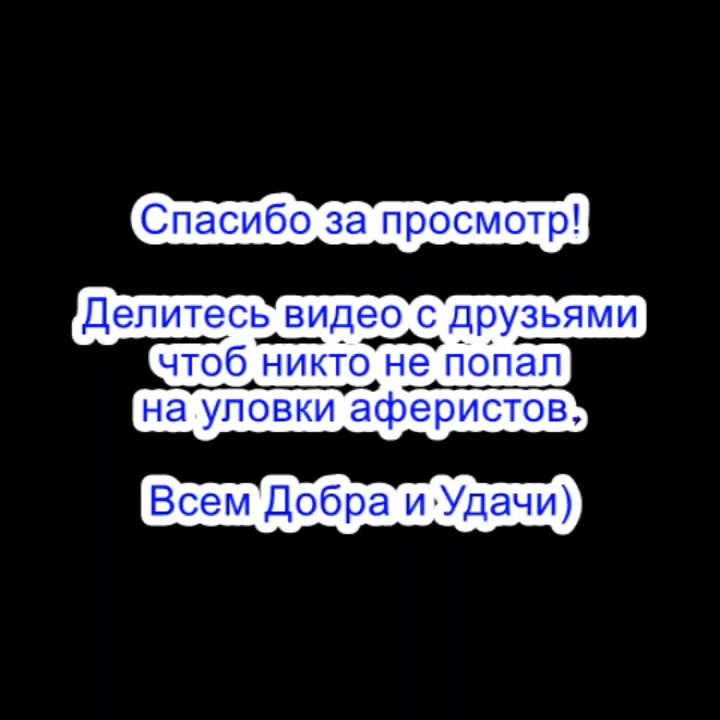 Спасибо за просмотр!
Делитесь видео с друзьями
чтоб никто не попал
на уловки аферистов,
Всем Добра и Удачи)